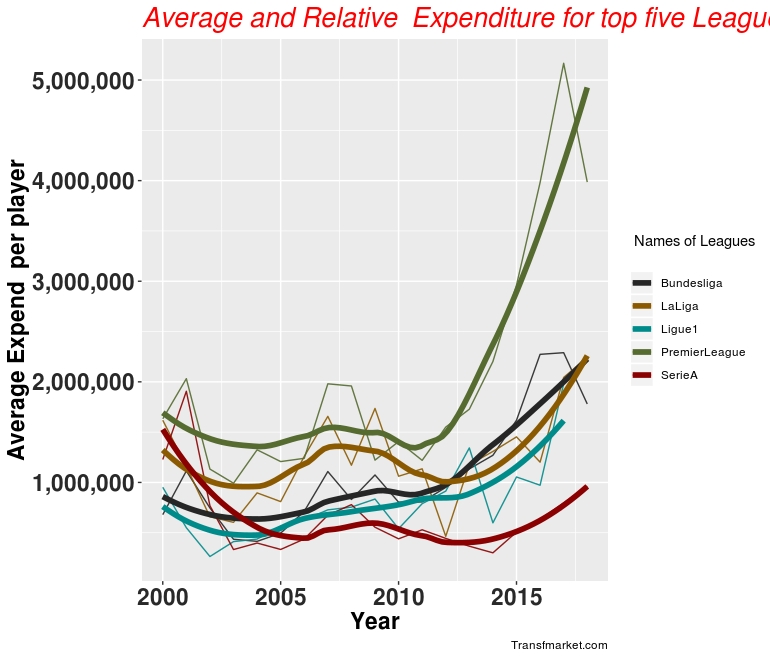 Average and Relative  Expenditure for top five Leagu
5,000,000
4,000,000
3,000,000
2,000,000
1,000,000
Average Expend  per player
2000
2005
2010
2015
Year
Names of Leagues
Bundesliga
LaLiga
Ligue1
PremierLeague
SerieA
Transfmarket.com